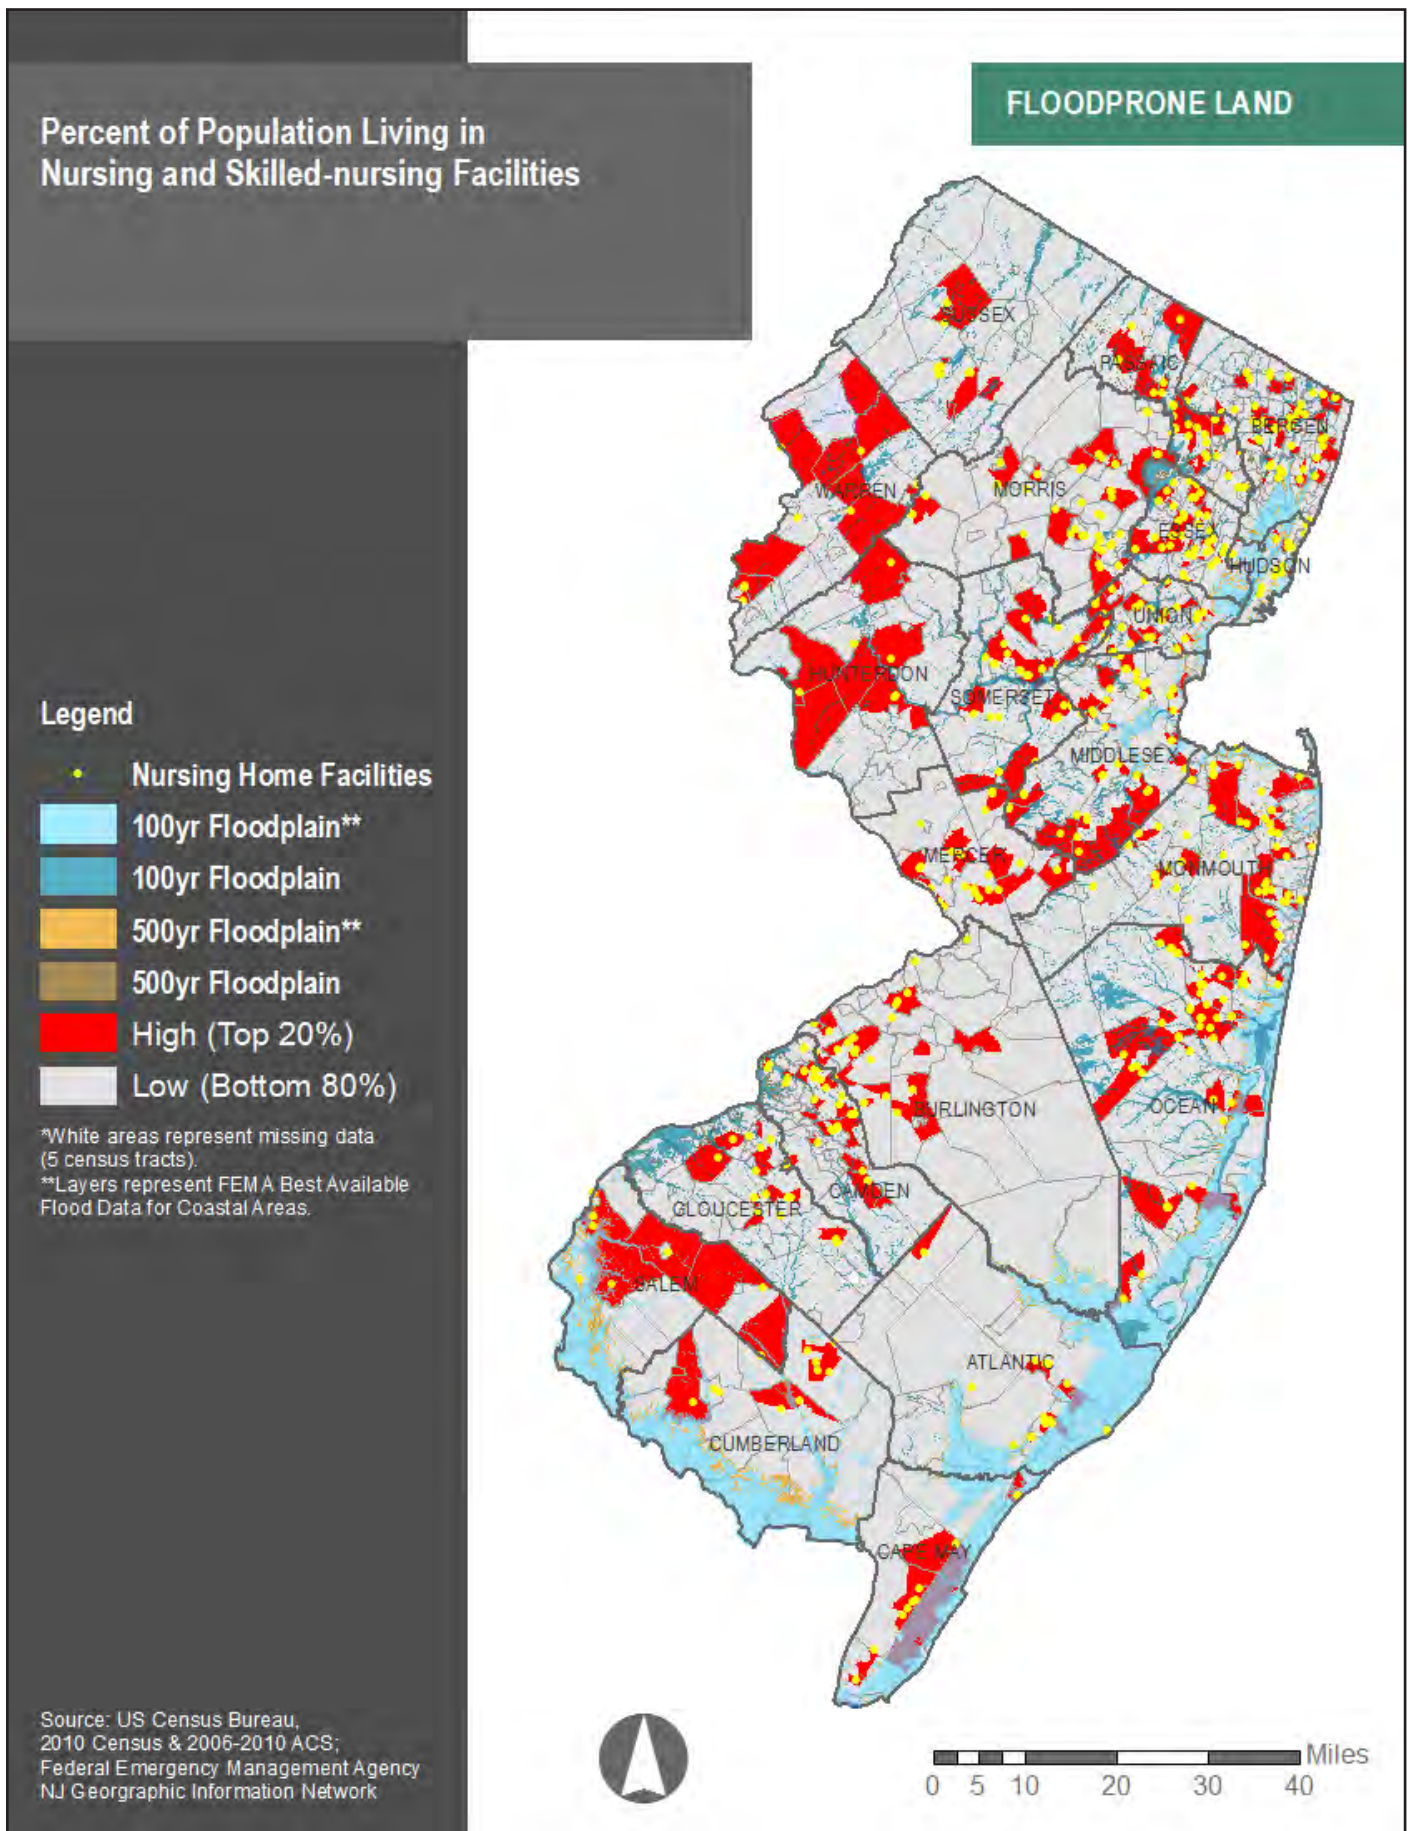 Percent of Population Living in
Nursing and Skilled-nursing Facilities
FLOODPRONE LAND
SUSSEX
PASSAIC
BERGEN
WARREN
MORRIS
ESSEX
HUDSON
UNION
HUNTERDON
SOMERSET
MIDDLESEX
MERCER
MONMOUTH
OCEAN
BURLINGTON
CAMDEN
GLOUCESTER
SALEM
ATLANTIC
CUMBERLAND
CAPE MAY
Legend
Nursing Home Facilities
100yr Floodplain**
100yr Floodplain
500yr Floodplain**
500yr Floodplain
High (Top 20%)
Low (Bottom 80%)
*White areas represent missing data
(5 census tracts).
**Layers represent FEMA Best Available
Flood Data for Coastal Areas.
Source: US Census Bureau,
2010 Census & 2006-2010 ACS;
Federal Emergency Management Agency
NJ Georgraphic Information Network
Miles
0 5 10 20 30 40